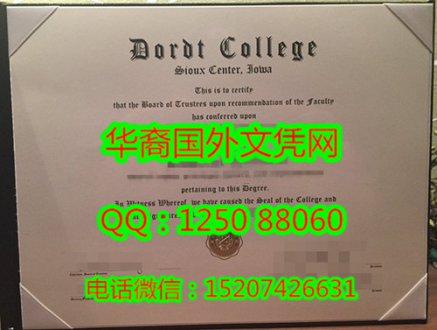 Dordt College
Sioux Center, Iowa
This is to certify
that the Board of Trustees upon recommendation of the Faculty
has conferred upon
华裔国外文凭网
pertaining to this Degree.
In Witness Whereof, we have caused the Seal of the College and
QQ：1250 88060
电话微信：15207426631